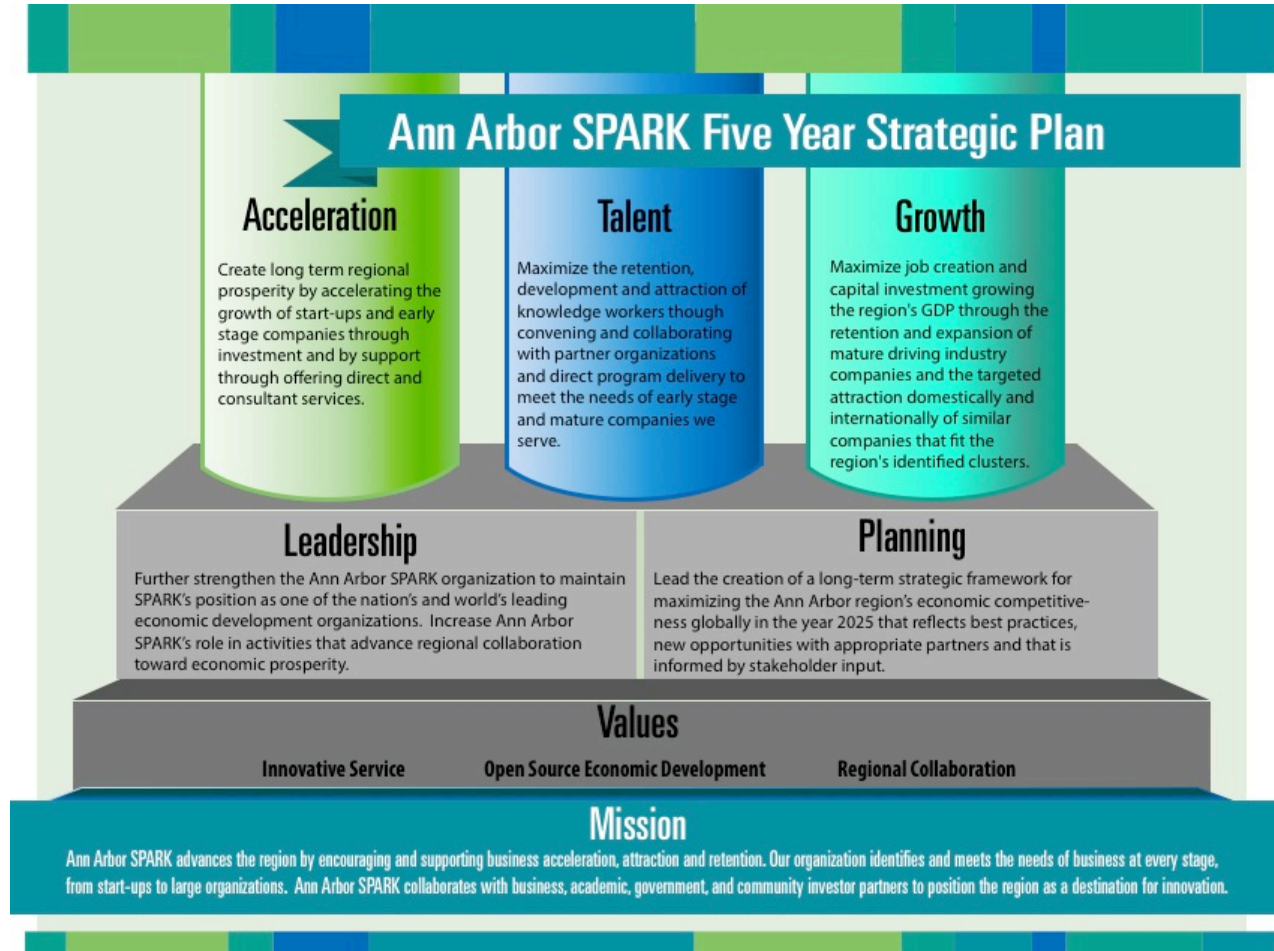 Ann Arbor SPARK Five Year Strategic Plan
Acceleration
Create long term regional
prosperity by accelerating the
growth of start-ups and early
stage companies through
investment and by support
through offering direct and
consultant services.
Talent
Maximize the retention,
development and attraction of
knowledge workers though
convening and collaborating
with partner organizations
and direct program delivery to
meet the needs of early stage
and mature companies we
serve.
Growth
Maximize job creation and
capital investment growing
the region's GDP through the
retention and expansion of
mature driving industry
companies and the targeted
attraction domestically and
internationally of similar
companies that fit the
region's identified clusters.
Leadership
Further strengthen the Ann Arbor SPARK organization to maintain
SPARK's position as one of the nation's and world's leading
economic development organizations.  Increase Ann Arbor
SPARK's role in activities that advance regional collaboration
toward economic prosperity.
Planning
Lead the creation of a long-term strategic framework for
maximizing the Ann Arbor region's economic competitive-
ness globally in the year 2025 that reflects best practices,
new opportunities with appropriate partners and that is
informed by stakeholder input.
Values
Innovative Service
Open Source Economic Development
Regional Collaboration
Mission
Ann Arbor SPARK advances the region by encouraging and supporting business acceleration, attraction and retention. Our organization identifies and meets the needs of business at every stage,
from start-ups to large organizations.  Ann Arbor SPARK collaborates with business, academic, government, and community investor partners to position the region as a destination for innovation.